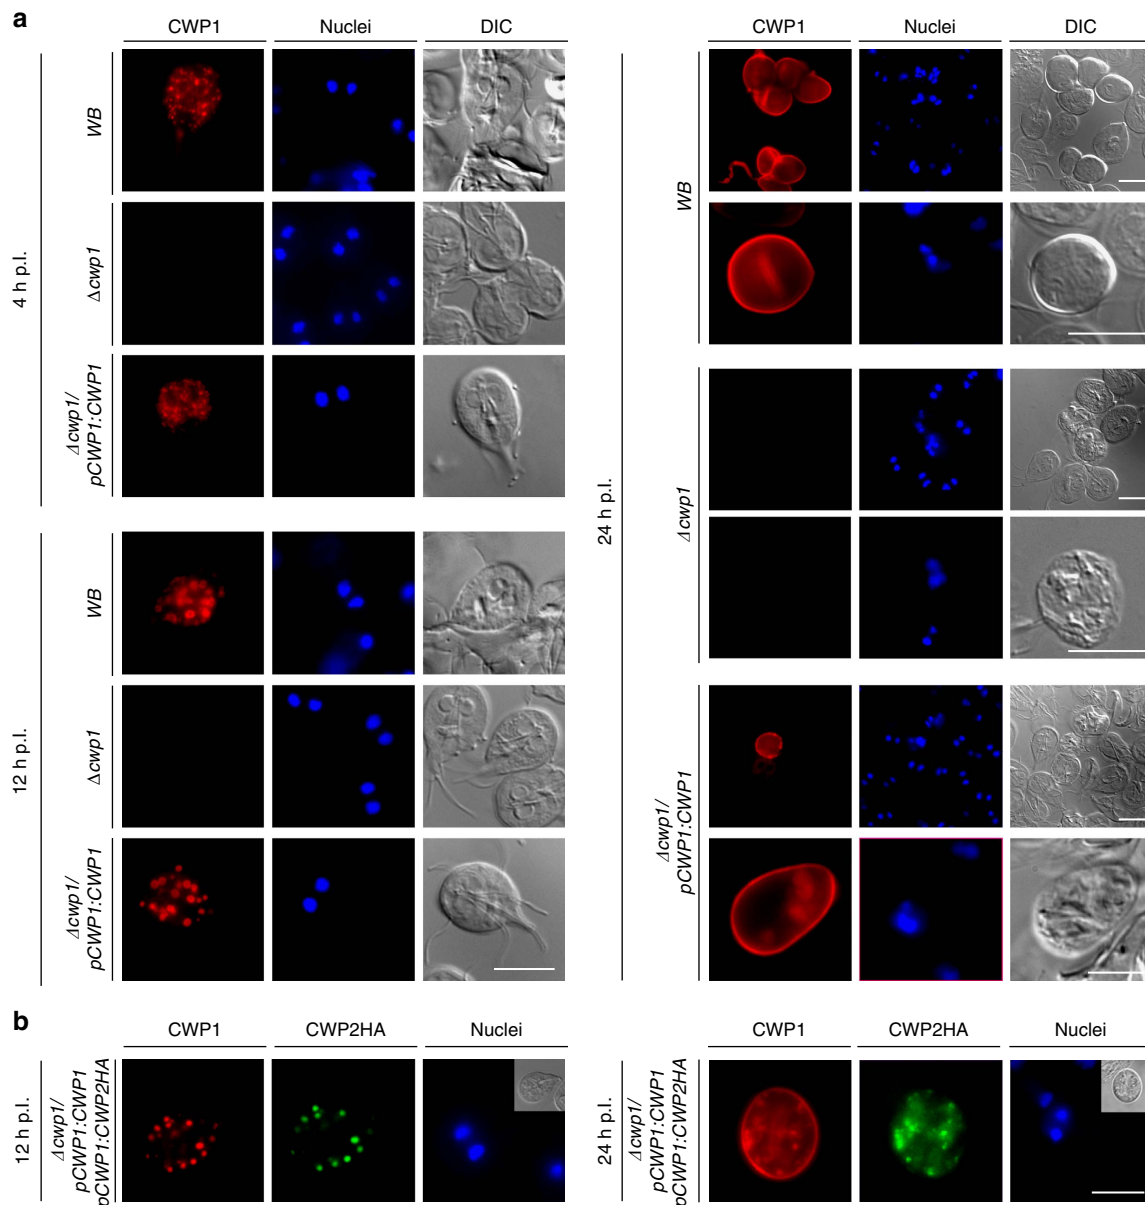 a
CWP1 Nuclei DIC
4 h p.l.
WB
Δcwp1
Δcwp1/
pCWP1:CWP1
12 h p.l.
WB
Δcwp1
Δcwp1/
pCWP1:CWP1
CWP1 Nuclei DIC
24 h p.l.
WB
Δcwp1
Δcwp1/
pCWP1:CWP1
b
CWP1 CWP2HA Nuclei
12 h p.l.
Δcwp1/
pCWP1:CWP1
pCWP1:CWP2HA
CWP1 CWP2HA Nuclei
24 h p.l.
Δcwp1/
pCWP1:CWP1
pCWP1:CWP2HA